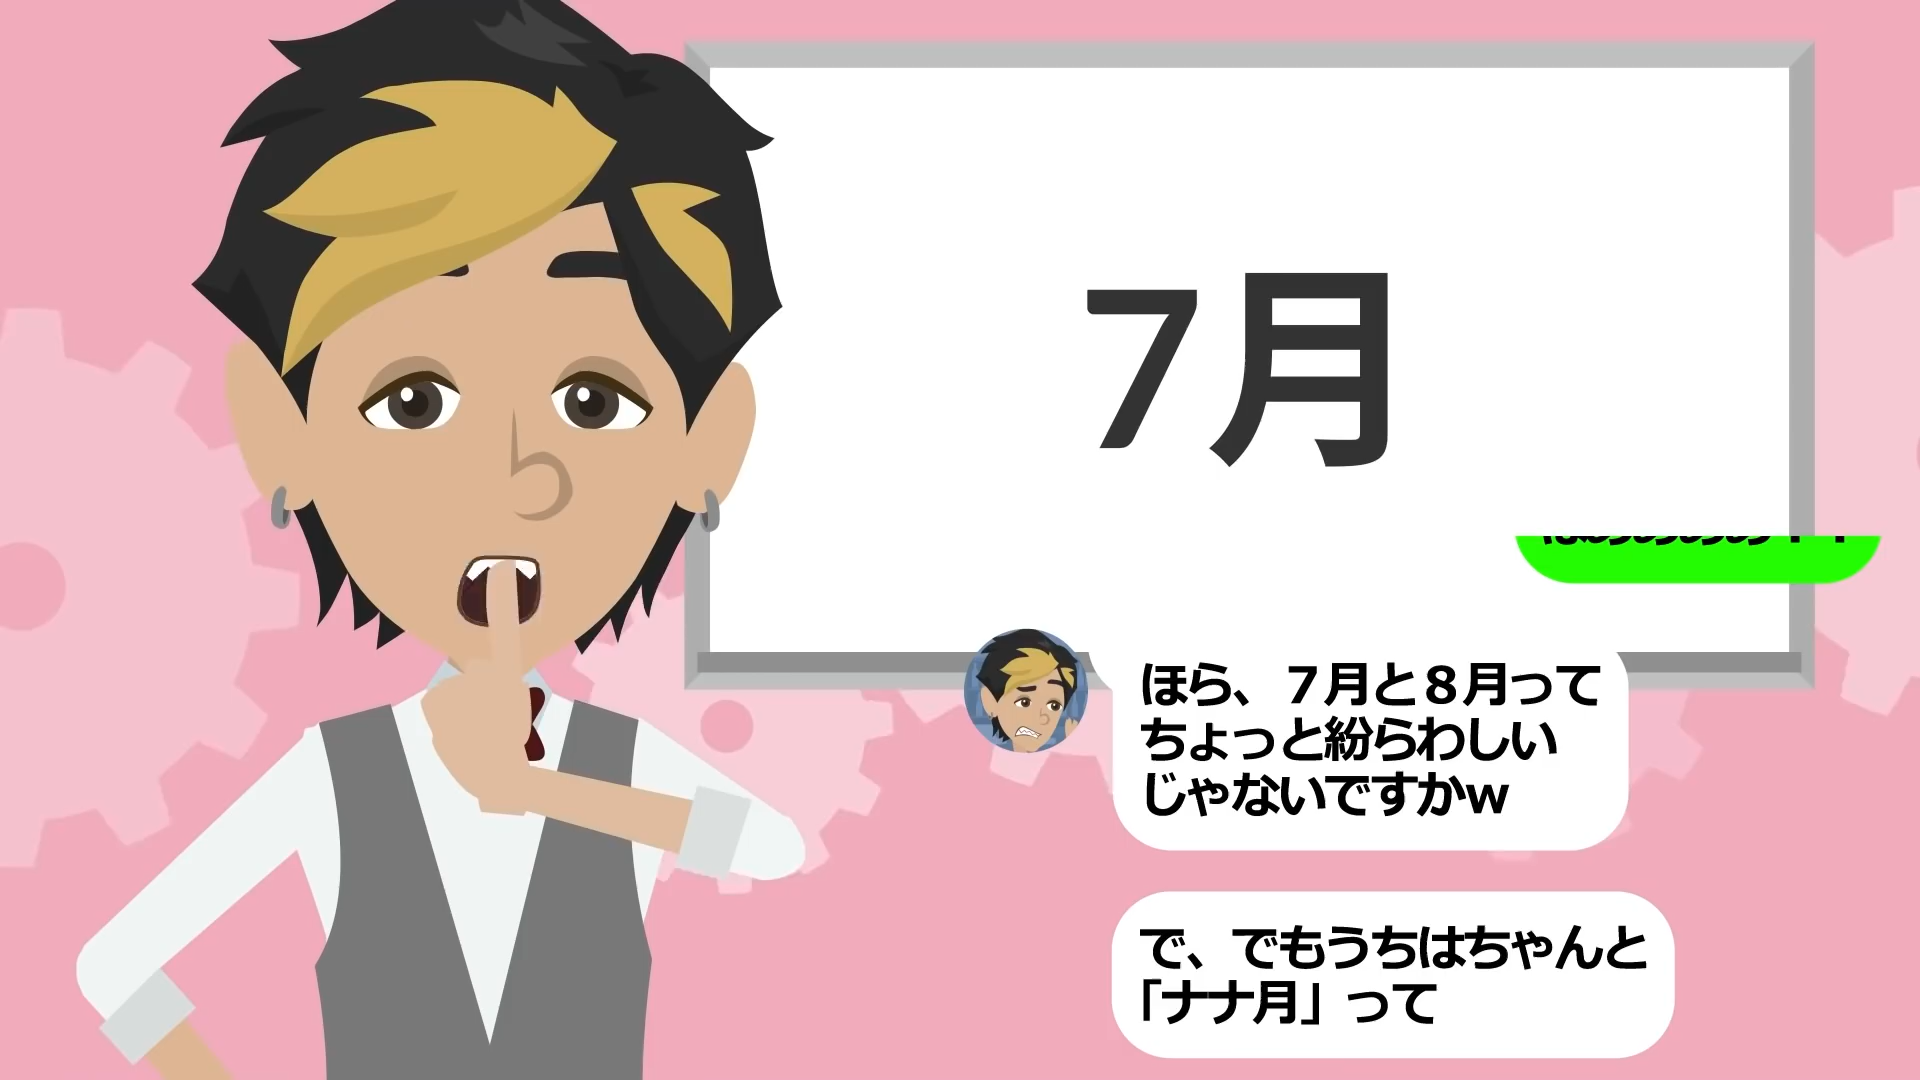 7月
ほら、７月と８月って
ちょっと紛らわしい
じゃないですかw
で、でもうちはちゃんと
「ナナ月」って